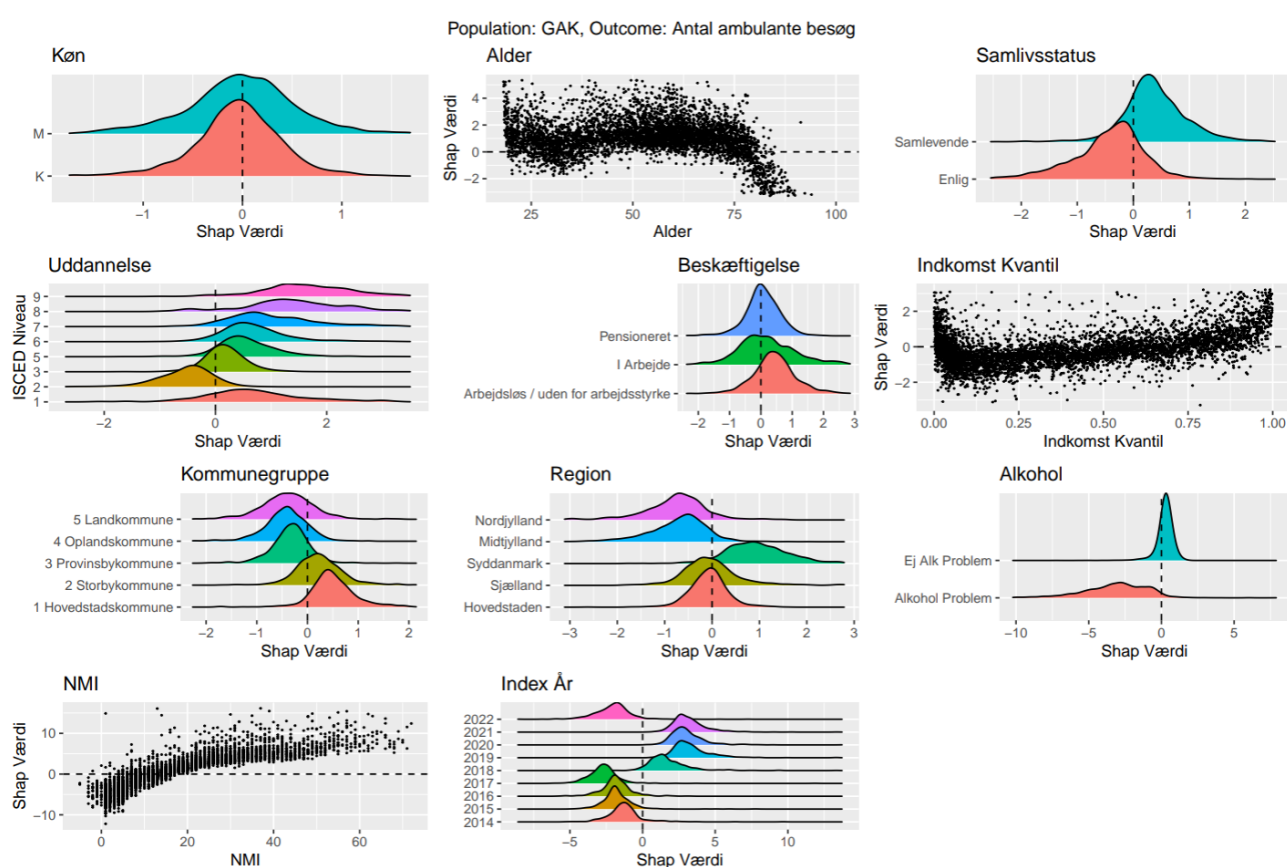 Population: GAK, Outcome: Antal ambulante besøg
Køn
M
K
−1 0 1
Shap Værdi
Alder
Shap Værdi
4
2
0
−2
25 50 75 100
Alder
Samlivsstatus
Samlevende
Enlig
−2 −1 0 1 2
Shap Værdi
Uddannelse
ISCED Niveau
9
8
7
6
5
3
2
1
−2 0 2
Shap Værdi
Beskæftigelse
Pensioneret
I Arbejde
Arbejdsløs / uden for arbejdsstyrke
−2 −1 0 1 2 3
Shap Værdi
Indkomst Kvantil
Shap Værdi
2
0
−2
0.00 0.25 0.50 0.75 1.00
Indkomst Kvantil
Kommunegruppe
5 Landkommune
4 Oplandskommune
3 Provinsbykommune
2 Storbykommune
1 Hovedstadskommune
−2 −1 0 1 2
Shap Værdi
Region
Nordjylland
Midtjylland
Syddanmark
Sjælland
Hovedstaden
−3 −2 −1 0 1 2 3
Shap Værdi
Alkohol
Ej Alk Problem
Alkohol Problem
−10 −5 0 5
Shap Værdi
NMI
Shap Værdi
10
0
−10
0 20 40 60
NMI
Index År
2022
2021
2020
2019
2018
2017
2016
2015
2014
−5 0 5 10
Shap Værdi